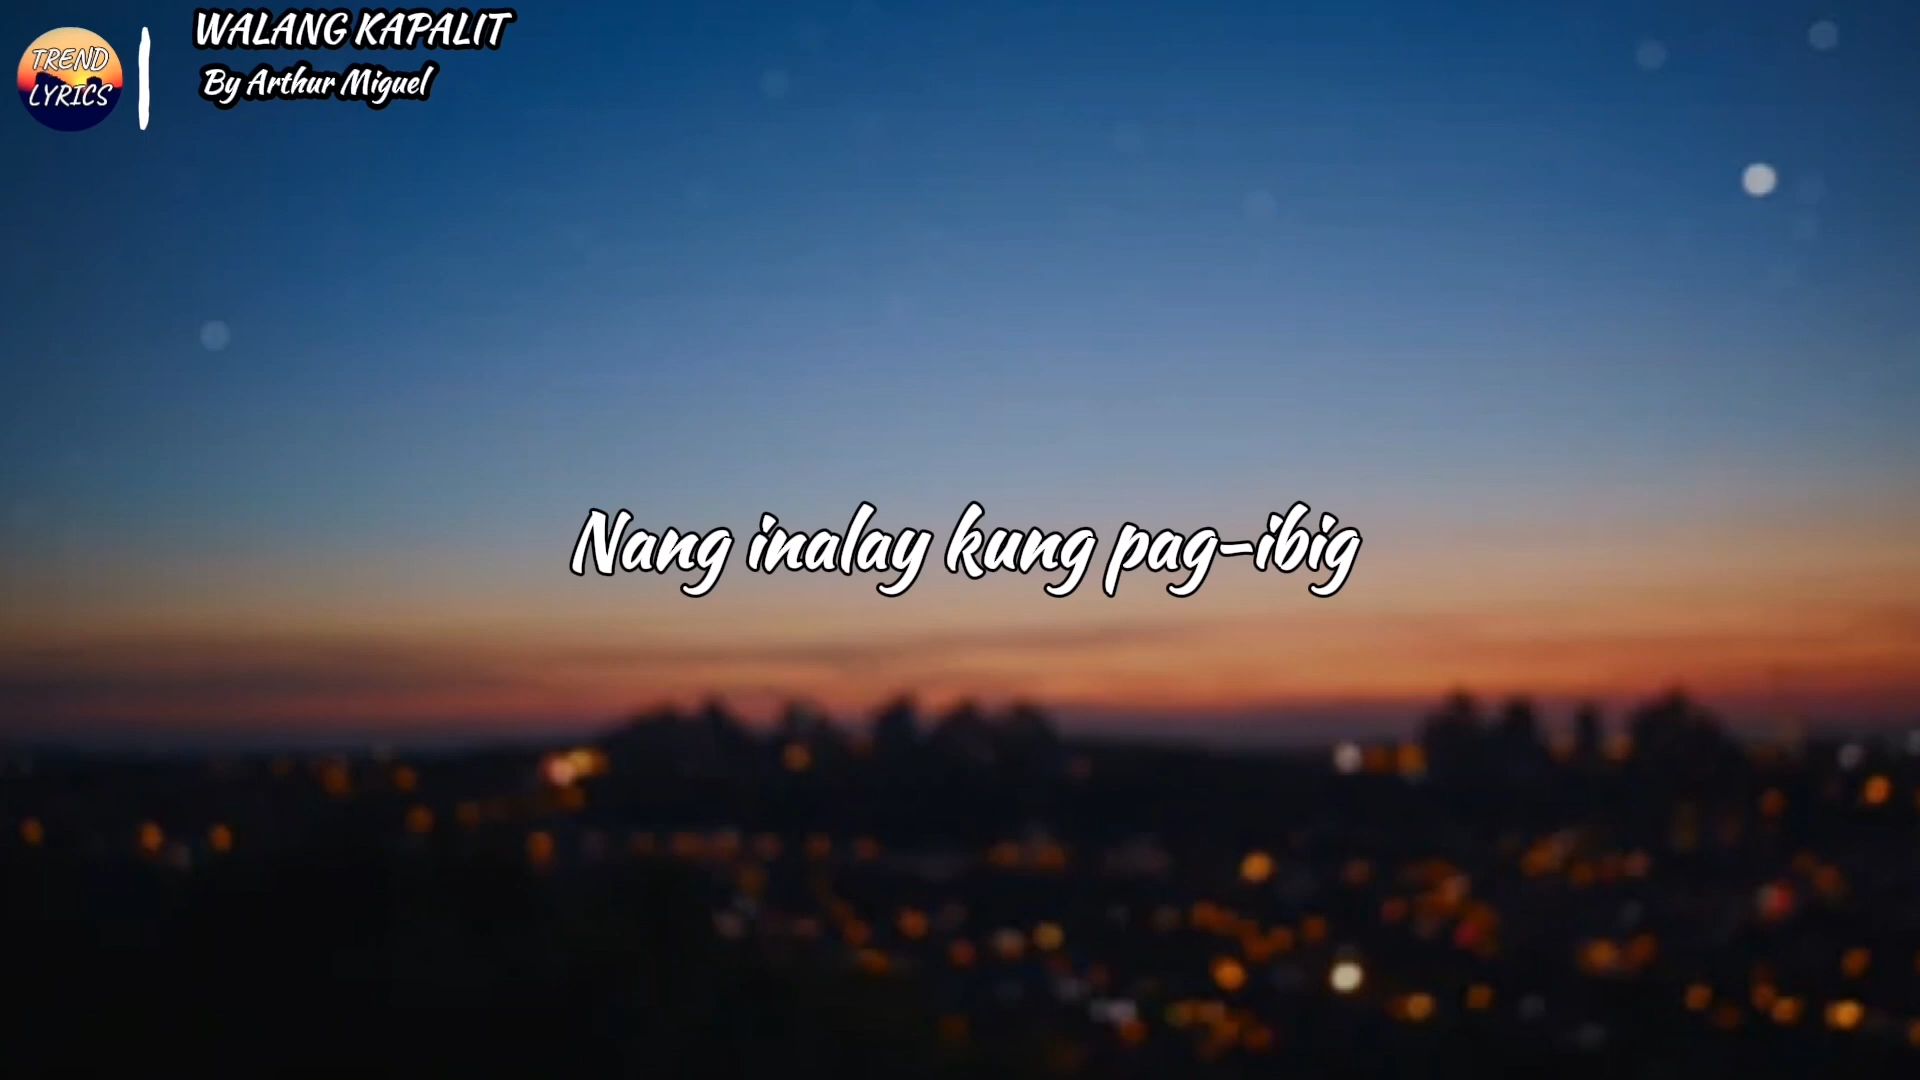 TREND
LYRICS
WALANG KAPALIT
By Arthur Miguel
Nang inalay kung pag-ibig